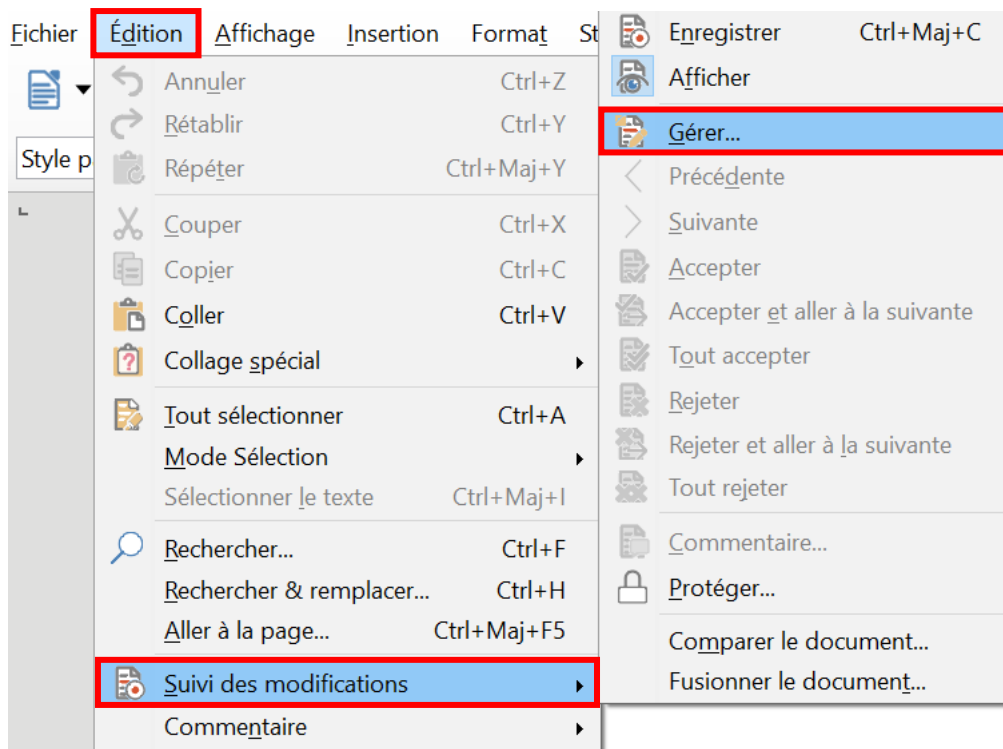 Fichier Édition Affichage Insertion Format St
Style p
Annuler Ctrl+Z
Rétablir Ctrl+Y
Répéter Ctrl+Maj+Y
Couper Ctrl+X
Copier Ctrl+C
Coller Ctrl+V
Collage spécial
Tout sélectionner Ctrl+A
Mode Sélection
Sélectionner le texte Ctrl+Maj+I
Rechercher... Ctrl+F
Rechercher & remplacer... Ctrl+H
Aller à la page... Ctrl+Maj+F5
Suivi des modifications
Commentaire
Enregistrer Ctrl+Maj+C
Afficher
Gérer...
Précédente
Suivante
Accepter
Accepter et aller à la suivante
Tout accepter
Rejeter
Rejeter et aller à la suivante
Tout rejeter
Commentaire...
Protéger...
Comparer le document...
Fusionner le document...